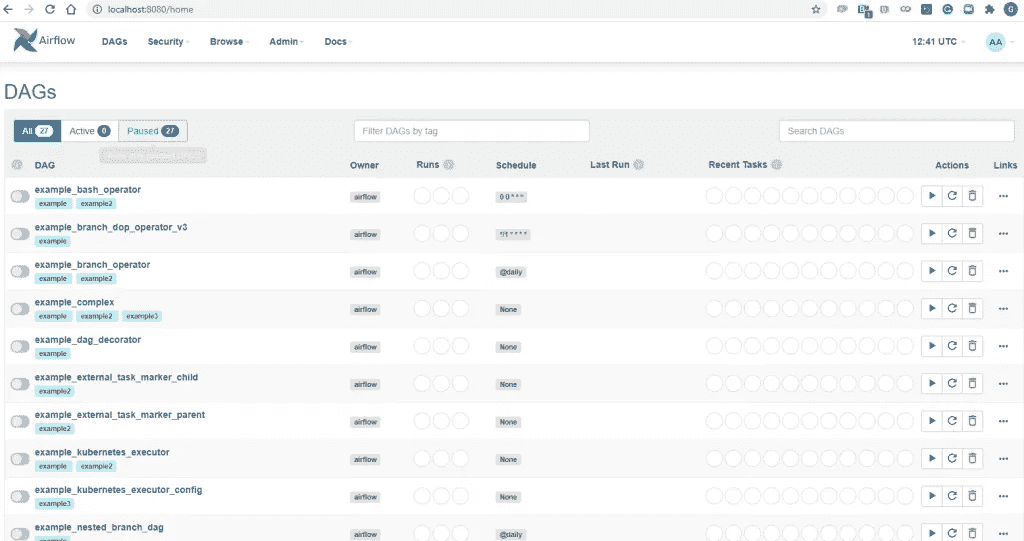 localhost:8080/home
Airflow DAGs Security Browse Admin Docs 12:41 UTC AA
DAGs
All 27 Active 0 Paused 27 Filter DAGs by tag Search DAGs
DAG Owner Runs Schedule Last Run Recent Tasks Actions Links
example_bash_operator
example example2 airflow 0 0 * * *
example_branch_dop_operator_v3
example airflow */1 * * * *
example_branch_operator
example example2 airflow @daily
example_complex
example example2 example3 airflow None
example_dag_decorator
example airflow None
example_external_task_marker_child
example2 airflow None
example_external_task_marker_parent
example2 airflow None
example_kubernetes_executor
example example2 airflow None
example_kubernetes_executor_config
example3 airflow None
example_nested_branch_dag
example airflow @daily